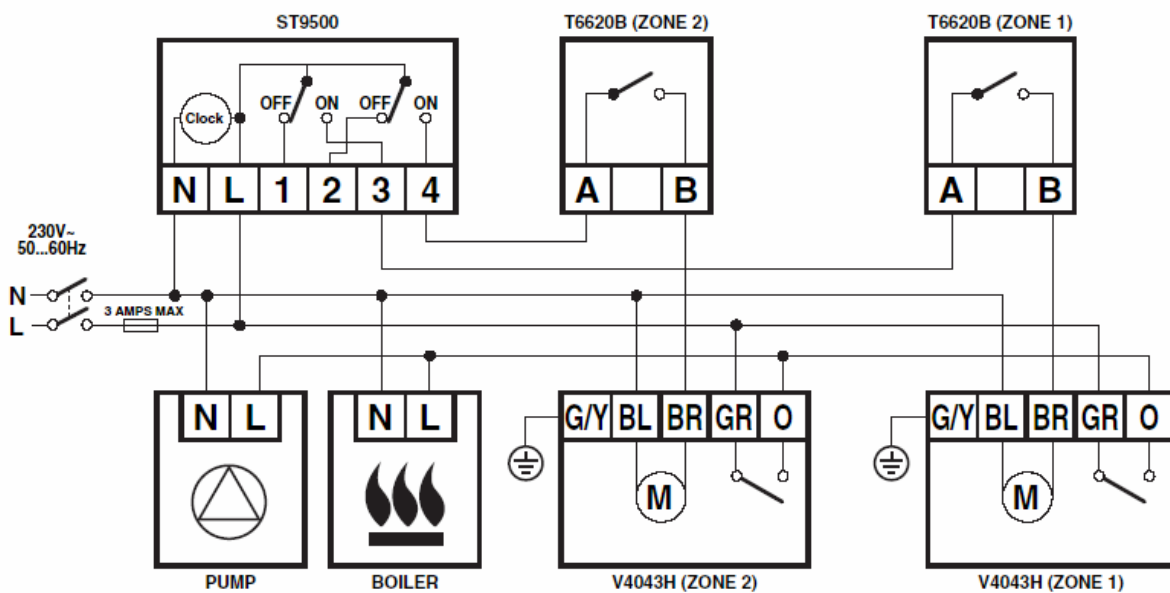 ST9500
T6620B (ZONE 2)
T6620B (ZONE 1)
Clock
OFF
ON
OFF
ON
N L 1 2 3 4
A B
A B
230V~
50...60Hz
N
L
3 AMPS MAX
N L
N L
G/Y BL BR GR O
G/Y BL BR GR O
M
M
PUMP
BOILER
V4043H (ZONE 2)
V4043H (ZONE 1)